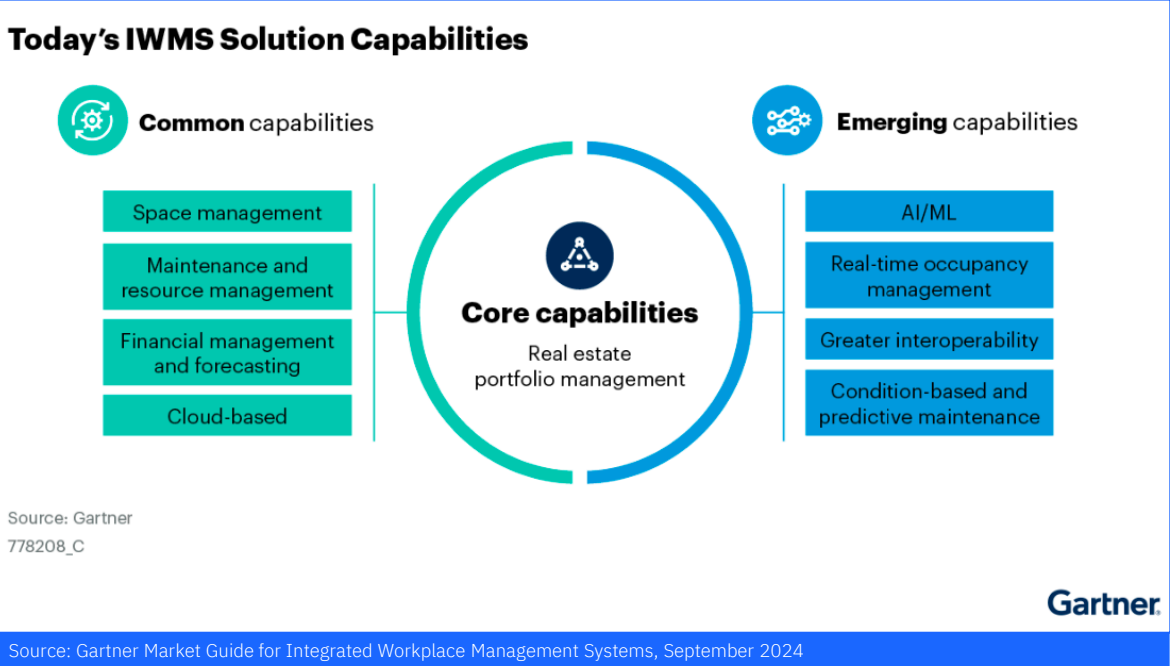 Today's IWMS Solution Capabilities
Common capabilities
Space management
Maintenance and
resource management
Financial management
and forecasting
Cloud-based
Core capabilities
Real estate
portfolio management
Emerging capabilities
AI/ML
Real-time occupancy
management
Greater interoperability
Condition-based and
predictive maintenance
Source: Gartner
778208_C
Gartner
Source: Gartner Market Guide for Integrated Workplace Management Systems, September 2024